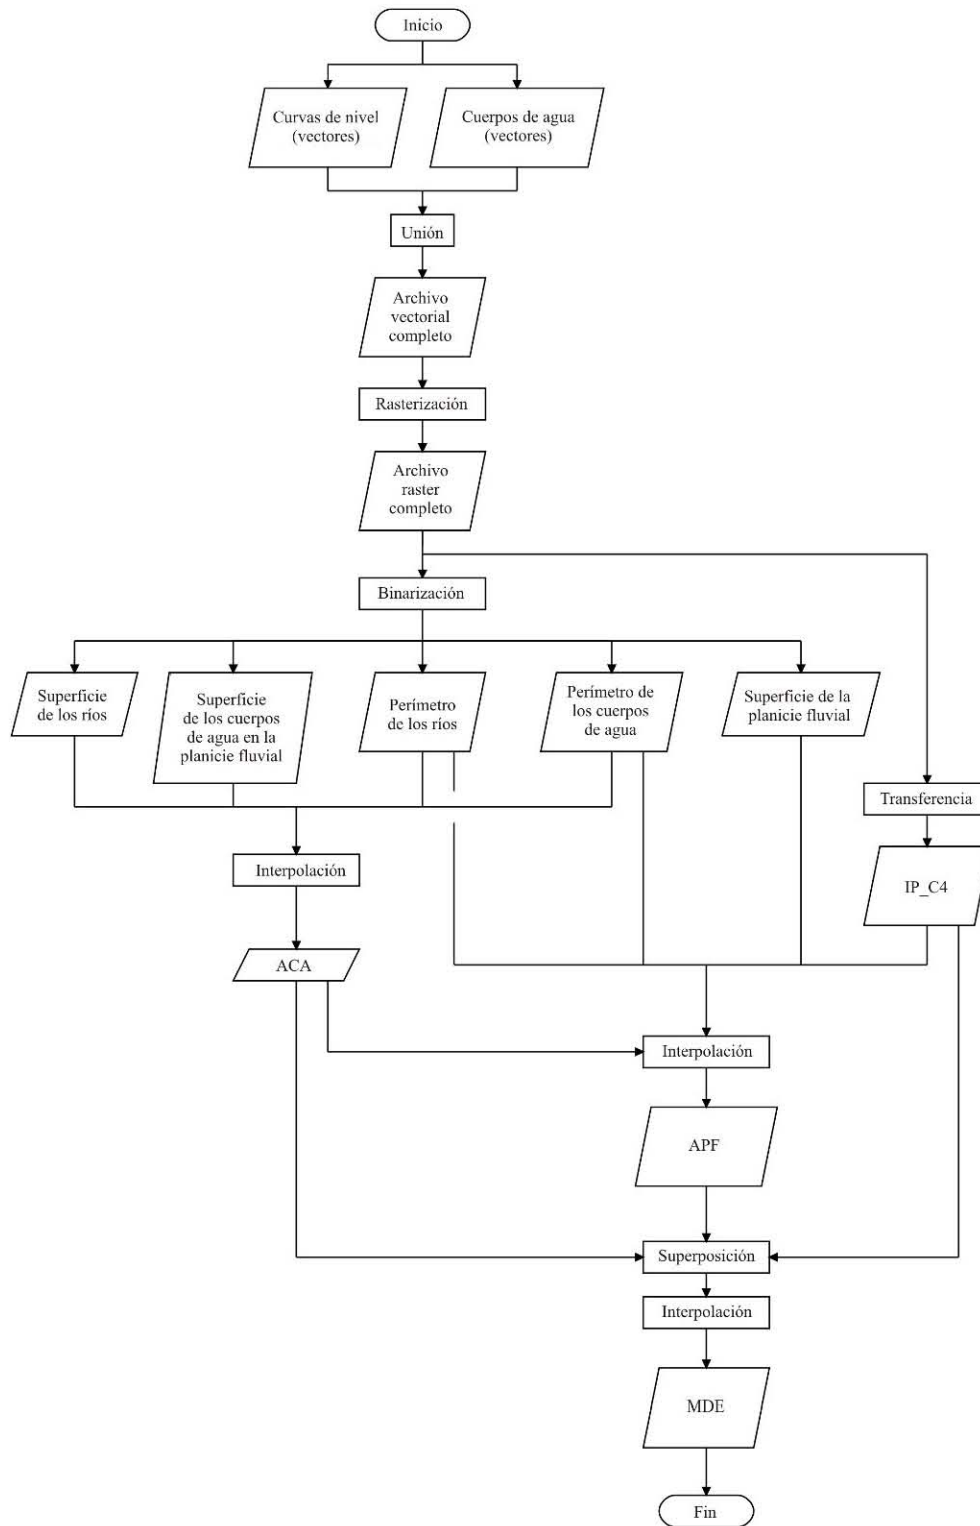 Inicio
Curvas de nivel
(vectores)
Cuerpos de agua
(vectores)
Unión
Archivo
vectorial
completo
Rasterización
Archivo
raster
completo
Binarización
Superficie
de los ríos
Superficie
de los cuerpos
de agua en la
planicie fluvial
Perímetro
de los ríos
Perímetro de
los cuerpos
de agua
Superficie de la
planicie fluvial
Transferencia
Interpolación
IP_C4
ACA
Interpolación
APF
Superposición
Interpolación
MDE
Fin